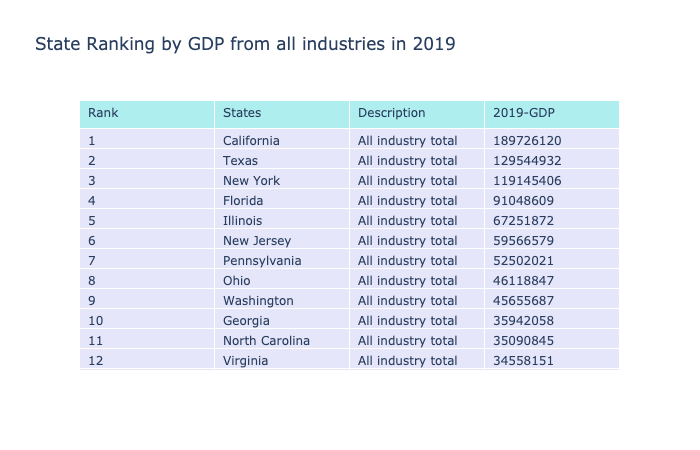 State Ranking by GDP from all industries in 2019
Rank States Description 2019-GDP
1 California All industry total 189726120
2 Texas All industry total 129544932
3 New York All industry total 119145406
4 Florida All industry total 91048609
5 Illinois All industry total 67251872
6 New Jersey All industry total 59566579
7 Pennsylvania All industry total 52502021
8 Ohio All industry total 46118847
9 Washington All industry total 45655687
10 Georgia All industry total 35942058
11 North Carolina All industry total 35090845
12 Virginia All industry total 34558151